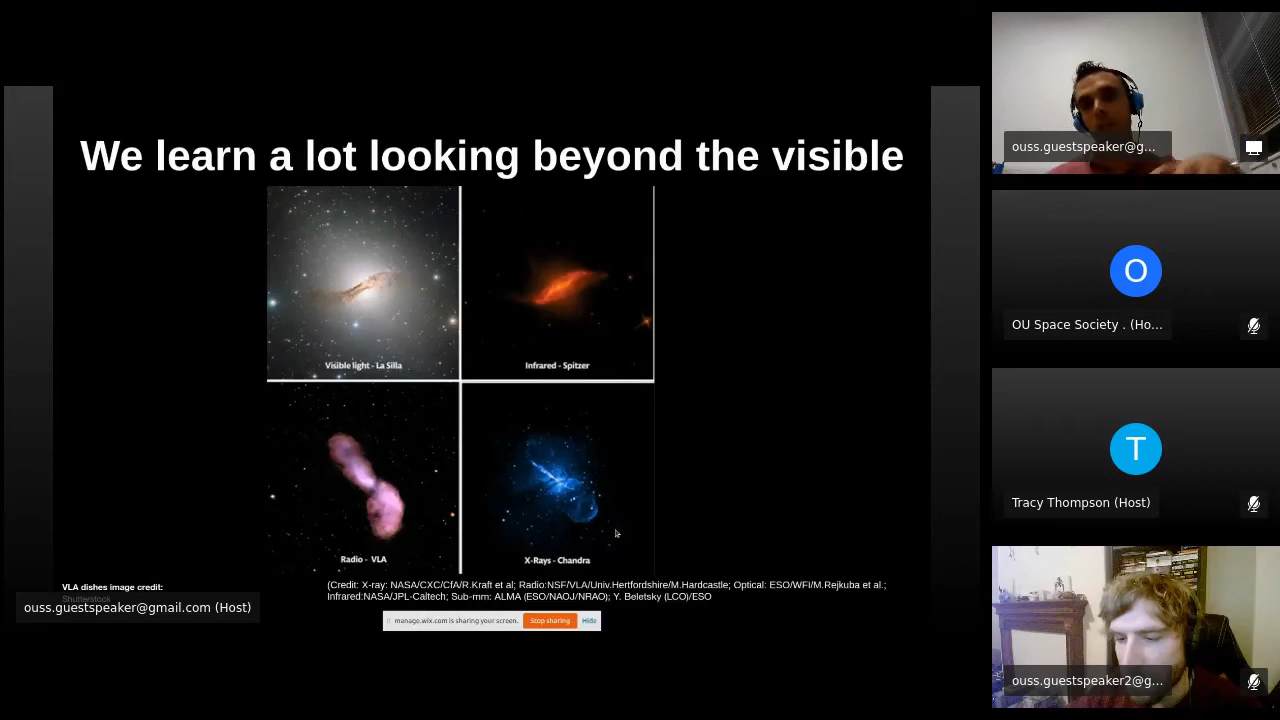 We learn a lot looking beyond the visible
Visible light - La Silla
Infrared - Spitzer
Radio - VLA
X-Rays - Chandra
VLA dishes image credit:
Shutterstock
(Credit: X-ray: NASA/CXC/CfA/R.Kraft et al; Radio:NSF/VLA/Univ.Hertfordshire/M.Hardcastle; Optical: ESO/WFI/M.Rejkuba et al.;
Infrared:NASA/JPL-Caltech; Sub-mm: ALMA (ESO/NAOJ/NRAO); Y. Beletsky (LCO)/ESO
ouss.guestspeaker@gmail.com (Host)
manage.wix.com is sharing your screen.
Stop sharing
Hide
ouss.guestspeaker@g...
O
OU Space Society . (Ho...
T
Tracy Thompson (Host)
ouss.guestspeaker2@g...